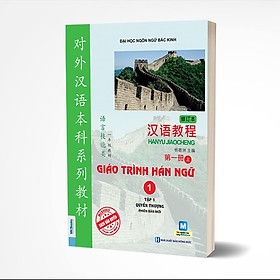 对外汉语本科系列教材
ĐẠI HỌC NGÔN NGỮ BẮC KINH
修订本
汉语教程
HANYU JIAOCHENG
杨寄洲 主编
第一册 上
GIÁO TRÌNH HÁN NGỮ
1
TẬP 1
QUYỂN THƯỢNG
PHIÊN BẢN MỚI